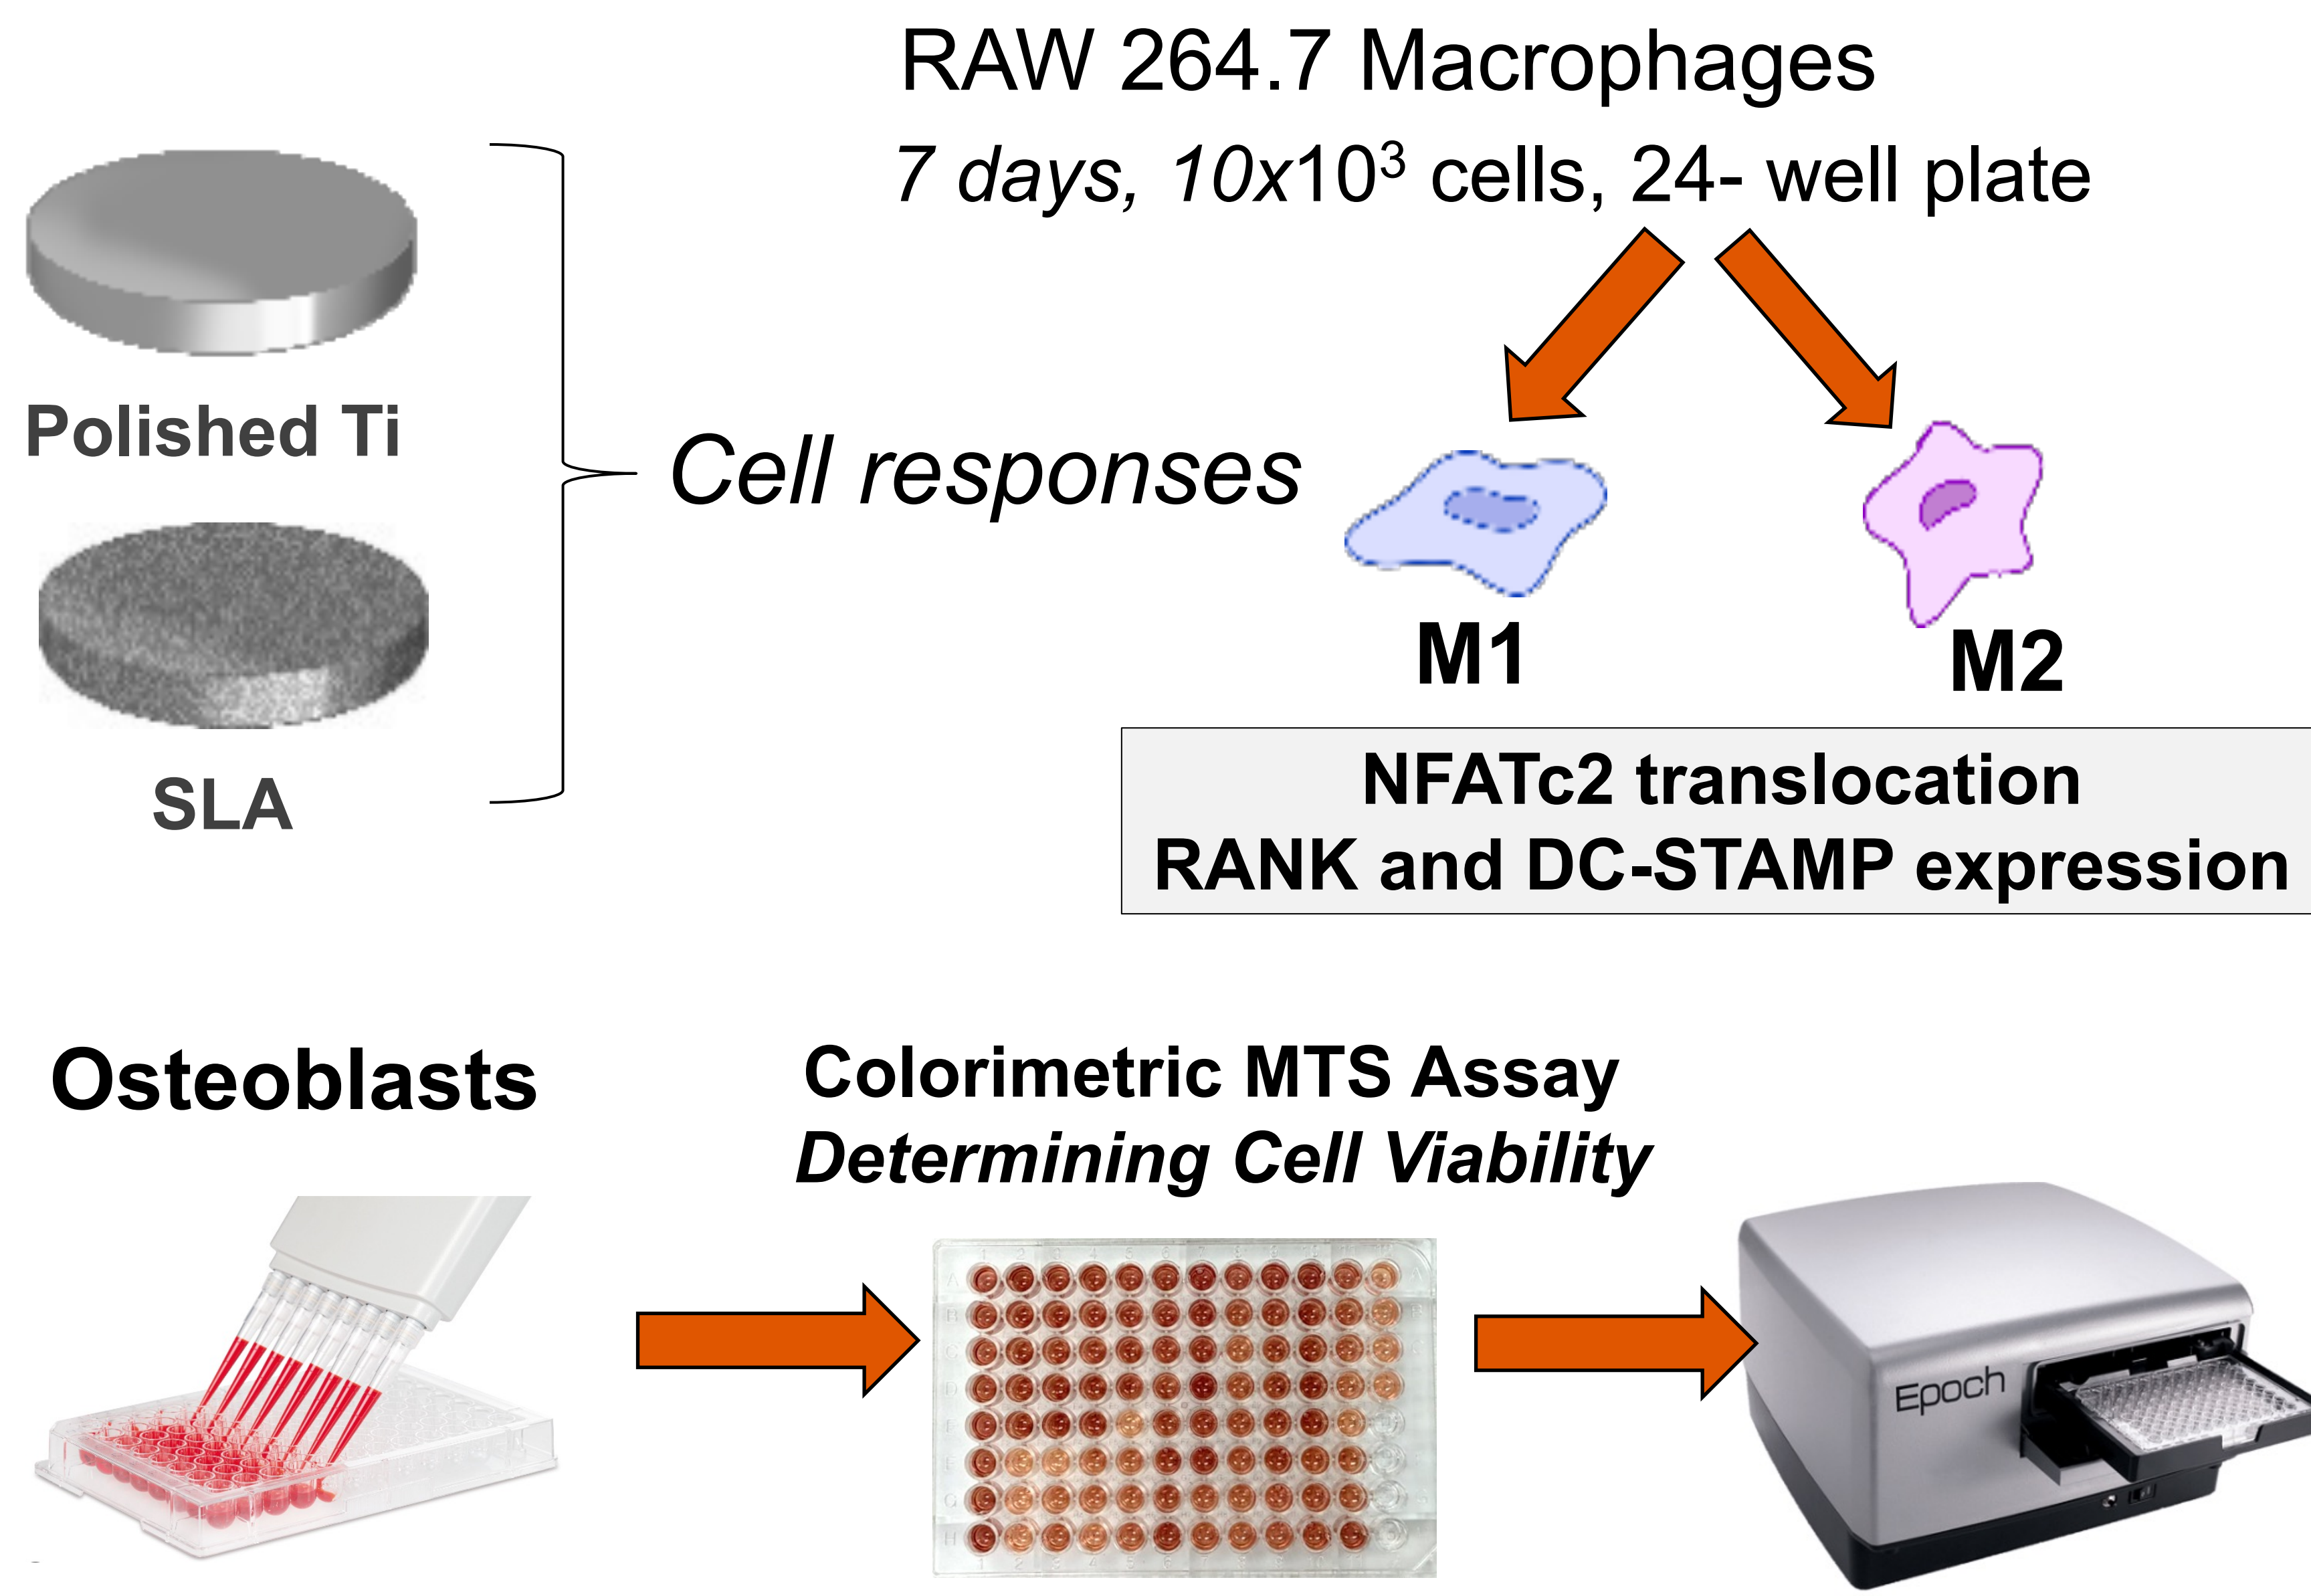 RAW 264.7 Macrophages
7 days, 10x10³ cells, 24- well plate
Polished Ti
SLA
Cell responses
M1
M2
NFATc2 translocation
RANK and DC-STAMP expression
Osteoblasts
Colorimetric MTS Assay
Determining Cell Viability
Epoch